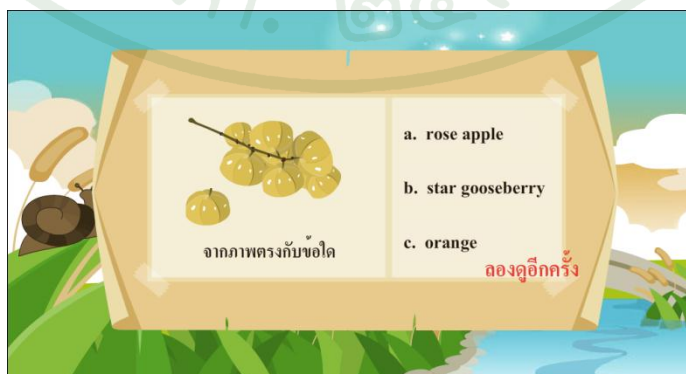 จากภาพตรงกับข้อใด
a. rose apple
b. star gooseberry
c. orange
ลองดูอีกครั้ง